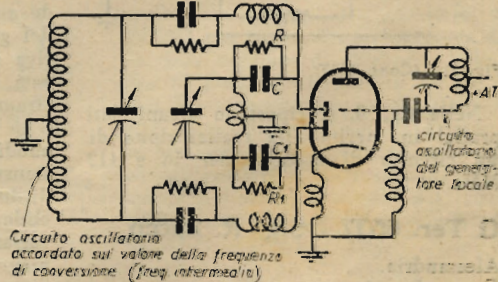 R
C
C1
R1
+AT
circuito
oscillatorio
del genera-
tore locale
Circuito oscillatorio
accordato sul valore della frequenza
di conversione (freq. intermedia)